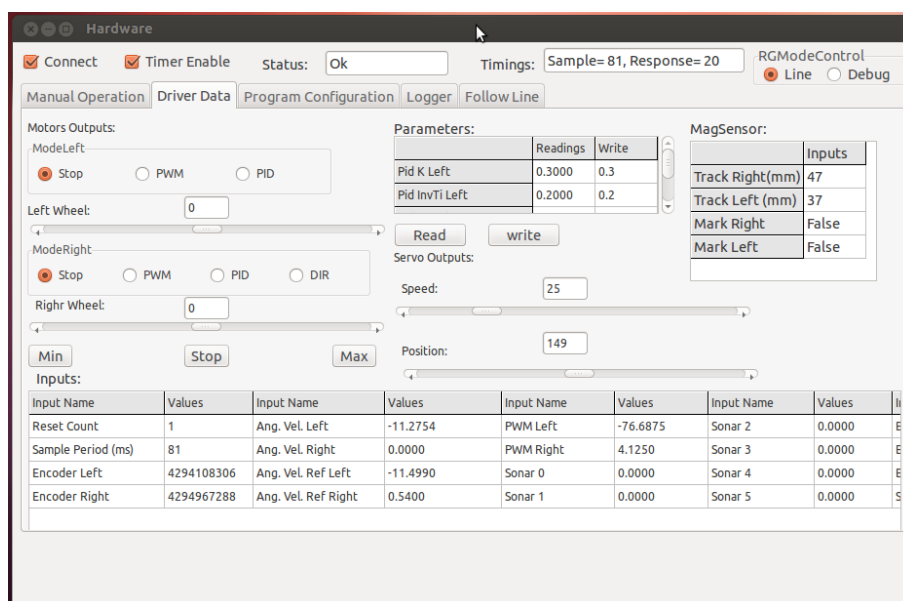 Hardware
Connect Timer Enable Status: Ok Timings: Sample= 81, Response= 20 RGModeControl
Line Debug
Manual Operation Driver Data Program Configuration Logger Follow Line
Motors Outputs:
ModeLeft
Stop PWM PID
Left Wheel: 0
ModeRight
Stop PWM PID DIR
Righr Wheel: 0
Min Stop Max
Parameters:
Readings Write
Pid K Left 0.3000 0.3
Pid InvTi Left 0.2000 0.2
Read write
Servo Outputs:
Speed: 25
Position: 149
MagSensor:
Inputs
Track Right(mm) 47
Track Left (mm) 37
Mark Right False
Mark Left False
Inputs:
Input Name Values Input Name Values Input Name Values Input Name Values
Reset Count 1 Ang. Vel. Left -11.2754 PWM Left -76.6875 Sonar 2 0.0000
Sample Period (ms) 81 Ang. Vel. Right 0.0000 PWM Right 4.1250 Sonar 3 0.0000
Encoder Left 4294108306 Ang. Vel. Ref Left -11.4990 Sonar 0 0.0000 Sonar 4 0.0000
Encoder Right 4294967288 Ang. Vel. Ref Right 0.5400 Sonar 1 0.0000 Sonar 5 0.0000